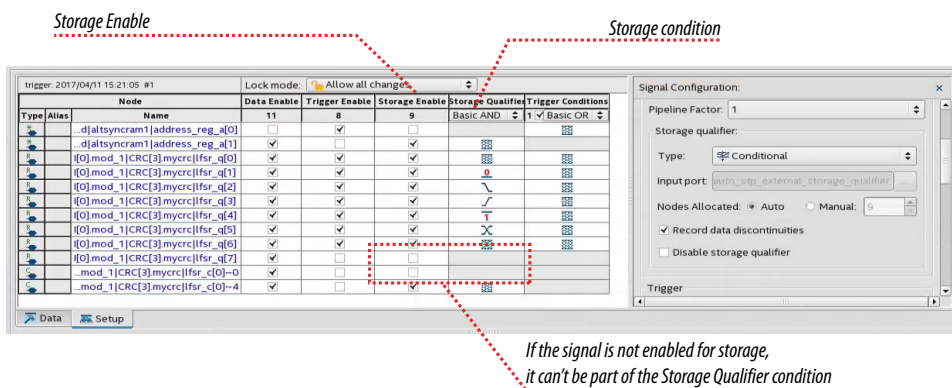 Storage Enable
Storage condition
trigger: 2017/04/11 15:21:05 #1
Lock mode: Allow all changes
Signal Configuration:
Node Data Enable Trigger Enable Storage Enable Storage Qualifier Trigger Conditions
Type Alias Name 11 8 9 Basic AND 1 Basic OR
...d|altsyncram1|address_reg_a[0]
...d|altsyncram1|address_reg_a[1]
l[0].mod_1|CRC[3].mycrc|lfsr_q[0]
l[0].mod_1|CRC[3].mycrc|lfsr_q[1] 0
l[0].mod_1|CRC[3].mycrc|lfsr_q[2]
l[0].mod_1|CRC[3].mycrc|lfsr_q[3]
l[0].mod_1|CRC[3].mycrc|lfsr_q[4] 1
l[0].mod_1|CRC[3].mycrc|lfsr_q[5]
l[0].mod_1|CRC[3].mycrc|lfsr_q[6]
l[0].mod_1|CRC[3].mycrc|lfsr_q[7]
...mod_1|CRC[3].mycrc|lfsr_c[0]~0
...mod_1|CRC[3].mycrc|lfsr_c[0]~4
Pipeline Factor: 1
Storage qualifier:
Type: Conditional
Input port: auto_stp_external_storage_qualifier ...
Nodes Allocated: Auto Manual: 9
Record data discontinuities
Disable storage qualifier
Trigger
Data Setup
If the signal is not enabled for storage,
it can't be part of the Storage Qualifier condition